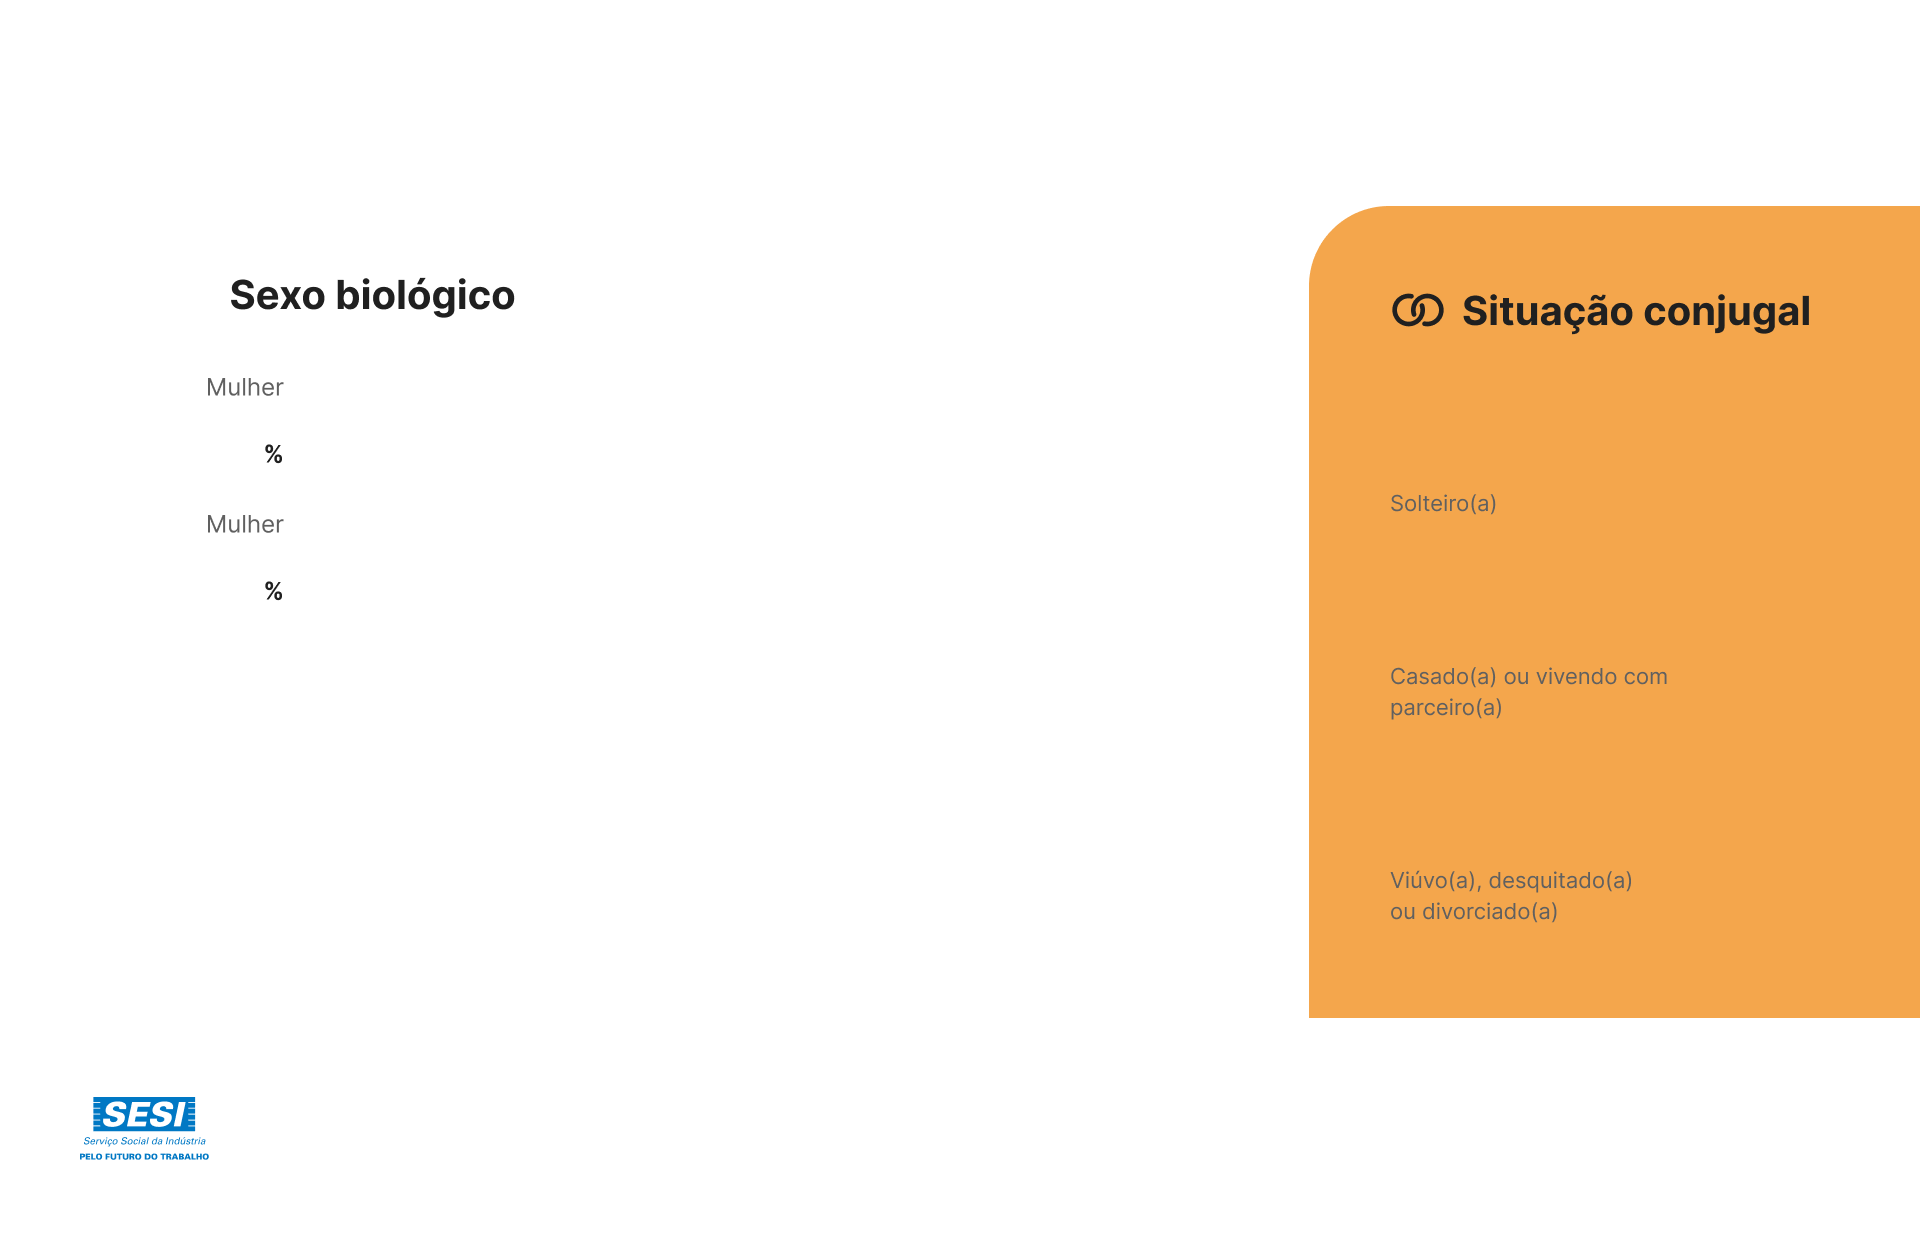 Sexo biológico
Mulher
%
Mulher
%
Situação conjugal
Solteiro(a)
Casado(a) ou vivendo com
parceiro(a)
Viúvo(a), desquitado(a)
ou divorciado(a)
SESI
Serviço Social da Indústria
PELO FUTURO DO TRABALHO